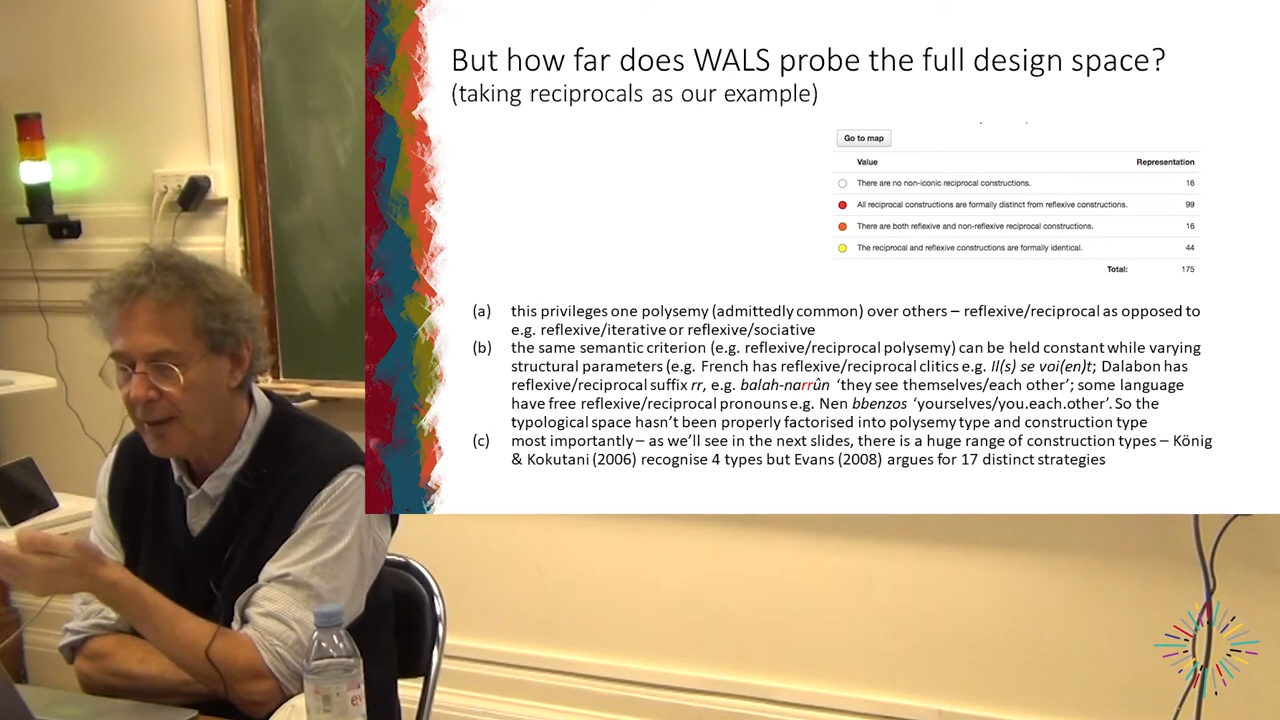 But how far does WALS probe the full design space?
(taking reciprocals as our example)
Go to map
Value Representation
There are no non-iconic reciprocal constructions. 16
All reciprocal constructions are formally distinct from reflexive constructions. 99
There are both reflexive and non-reflexive reciprocal constructions. 16
The reciprocal and reflexive constructions are formally identical. 44
Total: 175
(a) this privileges one polysemy (admittedly common) over others – reflexive/reciprocal as opposed to
e.g. reflexive/iterative or reflexive/sociative
(b) the same semantic criterion (e.g. reflexive/reciprocal polysemy) can be held constant while varying
structural parameters (e.g. French has reflexive/reciprocal clitics e.g. Il(s) se voi(en)t; Dalabon has
reflexive/reciprocal suffix rr, e.g. balah-narrûn ‘they see themselves/each other’; some language
have free reflexive/reciprocal pronouns e.g. Nen bbenzos ‘yourselves/you.each.other’. So the
typological space hasn’t been properly factorised into polysemy type and construction type
(c) most importantly – as we’ll see in the next slides, there is a huge range of construction types – König
& Kokutani (2006) recognise 4 types but Evans (2008) argues for 17 distinct strategies